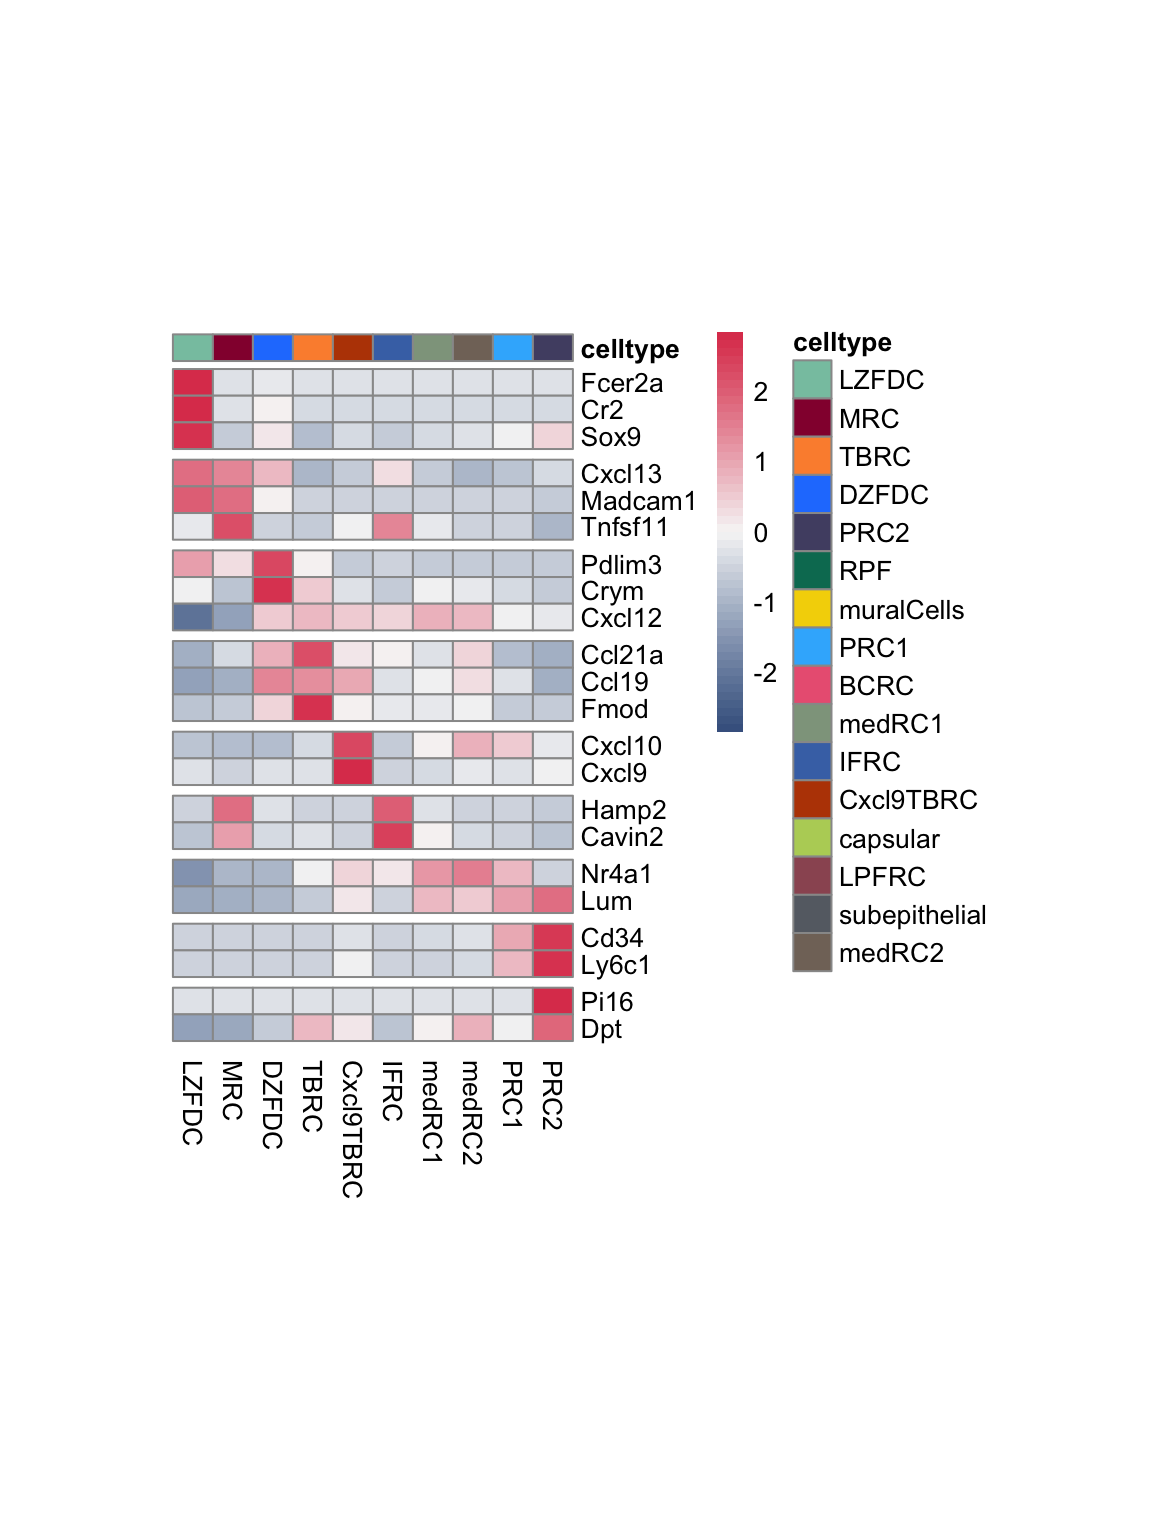 celltype
Fcer2a
Cr2
Sox9
Cxcl13
Madcam1
Tnfsf11
Pdlim3
Crym
Cxcl12
Ccl21a
Ccl19
Fmod
Cxcl10
Cxcl9
Hamp2
Cavin2
Nr4a1
Lum
Cd34
Ly6c1
Pi16
Dpt
LZFDC
MRC
DZFDC
TBRC
Cxcl9TBRC
IFRC
medRC1
medRC2
PRC1
PRC2
2
1
0
-1
-2
celltype
LZFDC
MRC
TBRC
DZFDC
PRC2
RPF
muralCells
PRC1
BCRC
medRC1
IFRC
Cxcl9TBRC
capsular
LPFRC
subepithelial
medRC2